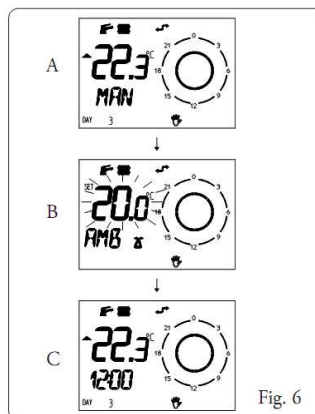 A
22.3 °C
MAN
DAY 3
0 3 6 9 12 15 18 21
B
SET
20.0 °C
AMB
0 3 6 9 12 15 18 21
C
22.3 °C
12:00
DAY 3
0 3 6 9 12 15 18 21
Fig. 6